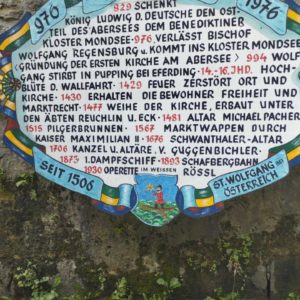 976 829 SCHENKT 1976
KÖNIG LUDWIG D. DEUTSCHE DEN OST-
TEIL DES ABERSEES DEM BENEDIKTINER
KLOSTER MONDSEE·976 VERLÄSST BISCHOF
WOLFGANG REGENSBURG u. KOMMT INS KLOSTER MONDSEE
GRÜNDUNG DER ERSTEN KIRCHE AM ABERSEE 994 WOLF-
GANG STIRBT IN PUPPING BEI EFERDING·14.-16. JHD. HOCH-
BLÜTE D. WALLFAHRT·1429 FEUER ZERSTÖRT ORT UND
KIRCHE·1430 ERHALTEN DIE BEWOHNER FREIHEIT UND
MARKTRECHT·1477 WEIHE DER KIRCHE, ERBAUT UNTER
DEN ÄBTEN REUCHLIN U. ECK·1481 ALTAR MICHAEL PACHER
1515 PILGERBRUNNEN·1567 MARKTWAPPEN DURCH
KAISER MAXIMILIAN II·1676 SCHWANTHALER-ALTAR
1706 KANZEL U. ALTÄRE V. GUGGENBICHLER.
1873 1. DAMPFSCHIFF·1893 SCHAFBERGBAHN
1930 OPERETTE IM WEISSEN RÖSSL
SEIT 1506
ST. WOLFGANG
ÖSTERREICH